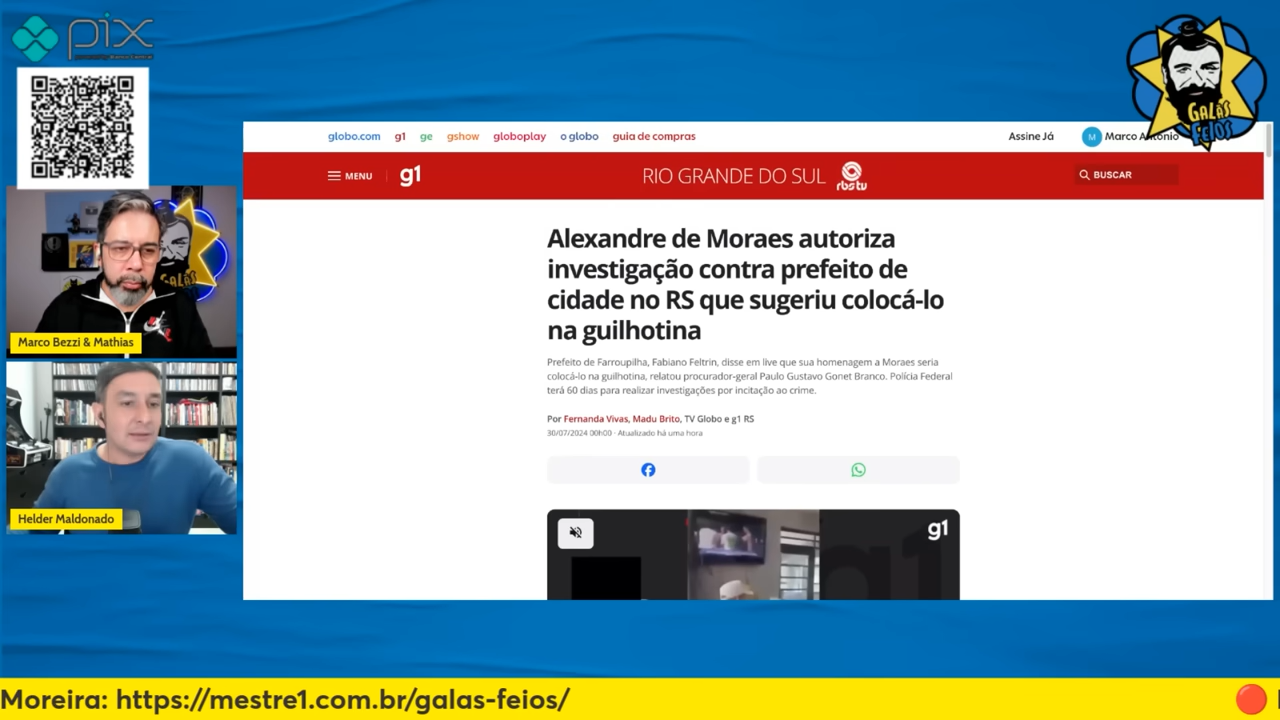 pix
GALÃS
FEIOS
globo.com g1 ge gshow globoplay o globo guia de compras
Assine Já
M Marco Antonio
MENU g1 RIO GRANDE DO SUL rbstv BUSCAR
Alexandre de Moraes autoriza
investigação contra prefeito de
cidade no RS que sugeriu colocá-lo
na guilhotina
Prefeito de Farroupilha, Fabiano Feltrin, disse em live que sua homenagem a Moraes seria
colocá-lo na guilhotina, relatou procurador-geral Paulo Gustavo Gonet Branco. Polícia Federal
terá 60 dias para realizar investigações por incitação ao crime.
Por Fernanda Vivas, Madu Brito, TV Globo e g1 RS
30/07/2024 00h00 · Atualizado há uma hora
g1
GALÃS
Marco Bezzi & Mathias
Helder Maldonado
Moreira: https://mestre1.com.br/galas-feios/